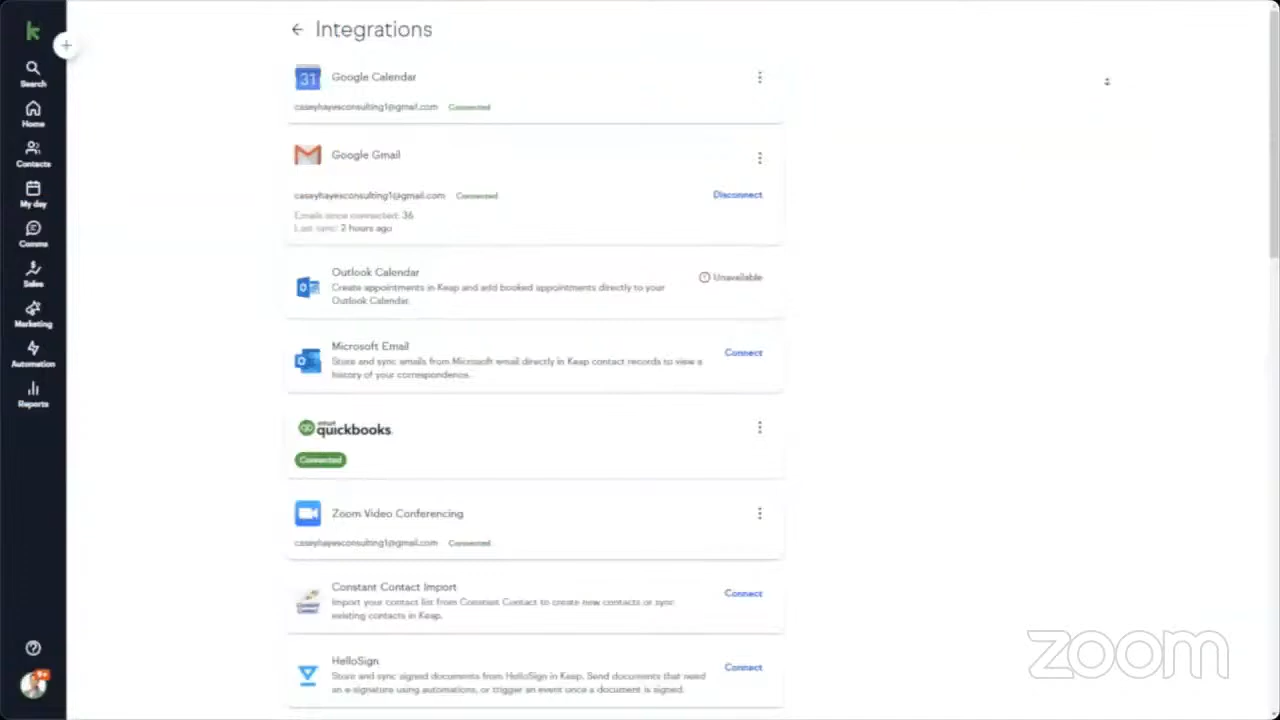 k
+
Search
Home
Contacts
My day
Comms
Sales
Marketing
Automation
Reports
← Integrations
31 Google Calendar
caseyhayesconsulting1@gmail.com Connected
Google Gmail
caseyhayesconsulting1@gmail.com Connected Disconnect
Emails since connected: 36
Last sync: 2 hours ago
Outlook Calendar Unavailable
Create appointments in Keap and add booked appointments directly to your
Outlook Calendar.
Microsoft Email Connect
Store and sync emails from Microsoft email directly in Keap contact records to view a
history of your correspondence.
intuit
quickbooks.
Connected
Zoom Video Conferencing
caseyhayesconsulting1@gmail.com Connected
Constant Contact Import Connect
Import your contact list from Constant Contact to create new contacts or sync
existing contacts in Keap.
HelloSign Connect
Store and sync signed documents from HelloSign in Keap. Send documents that need
an e-signature using automations, or trigger an event once a document is signed.
zoom